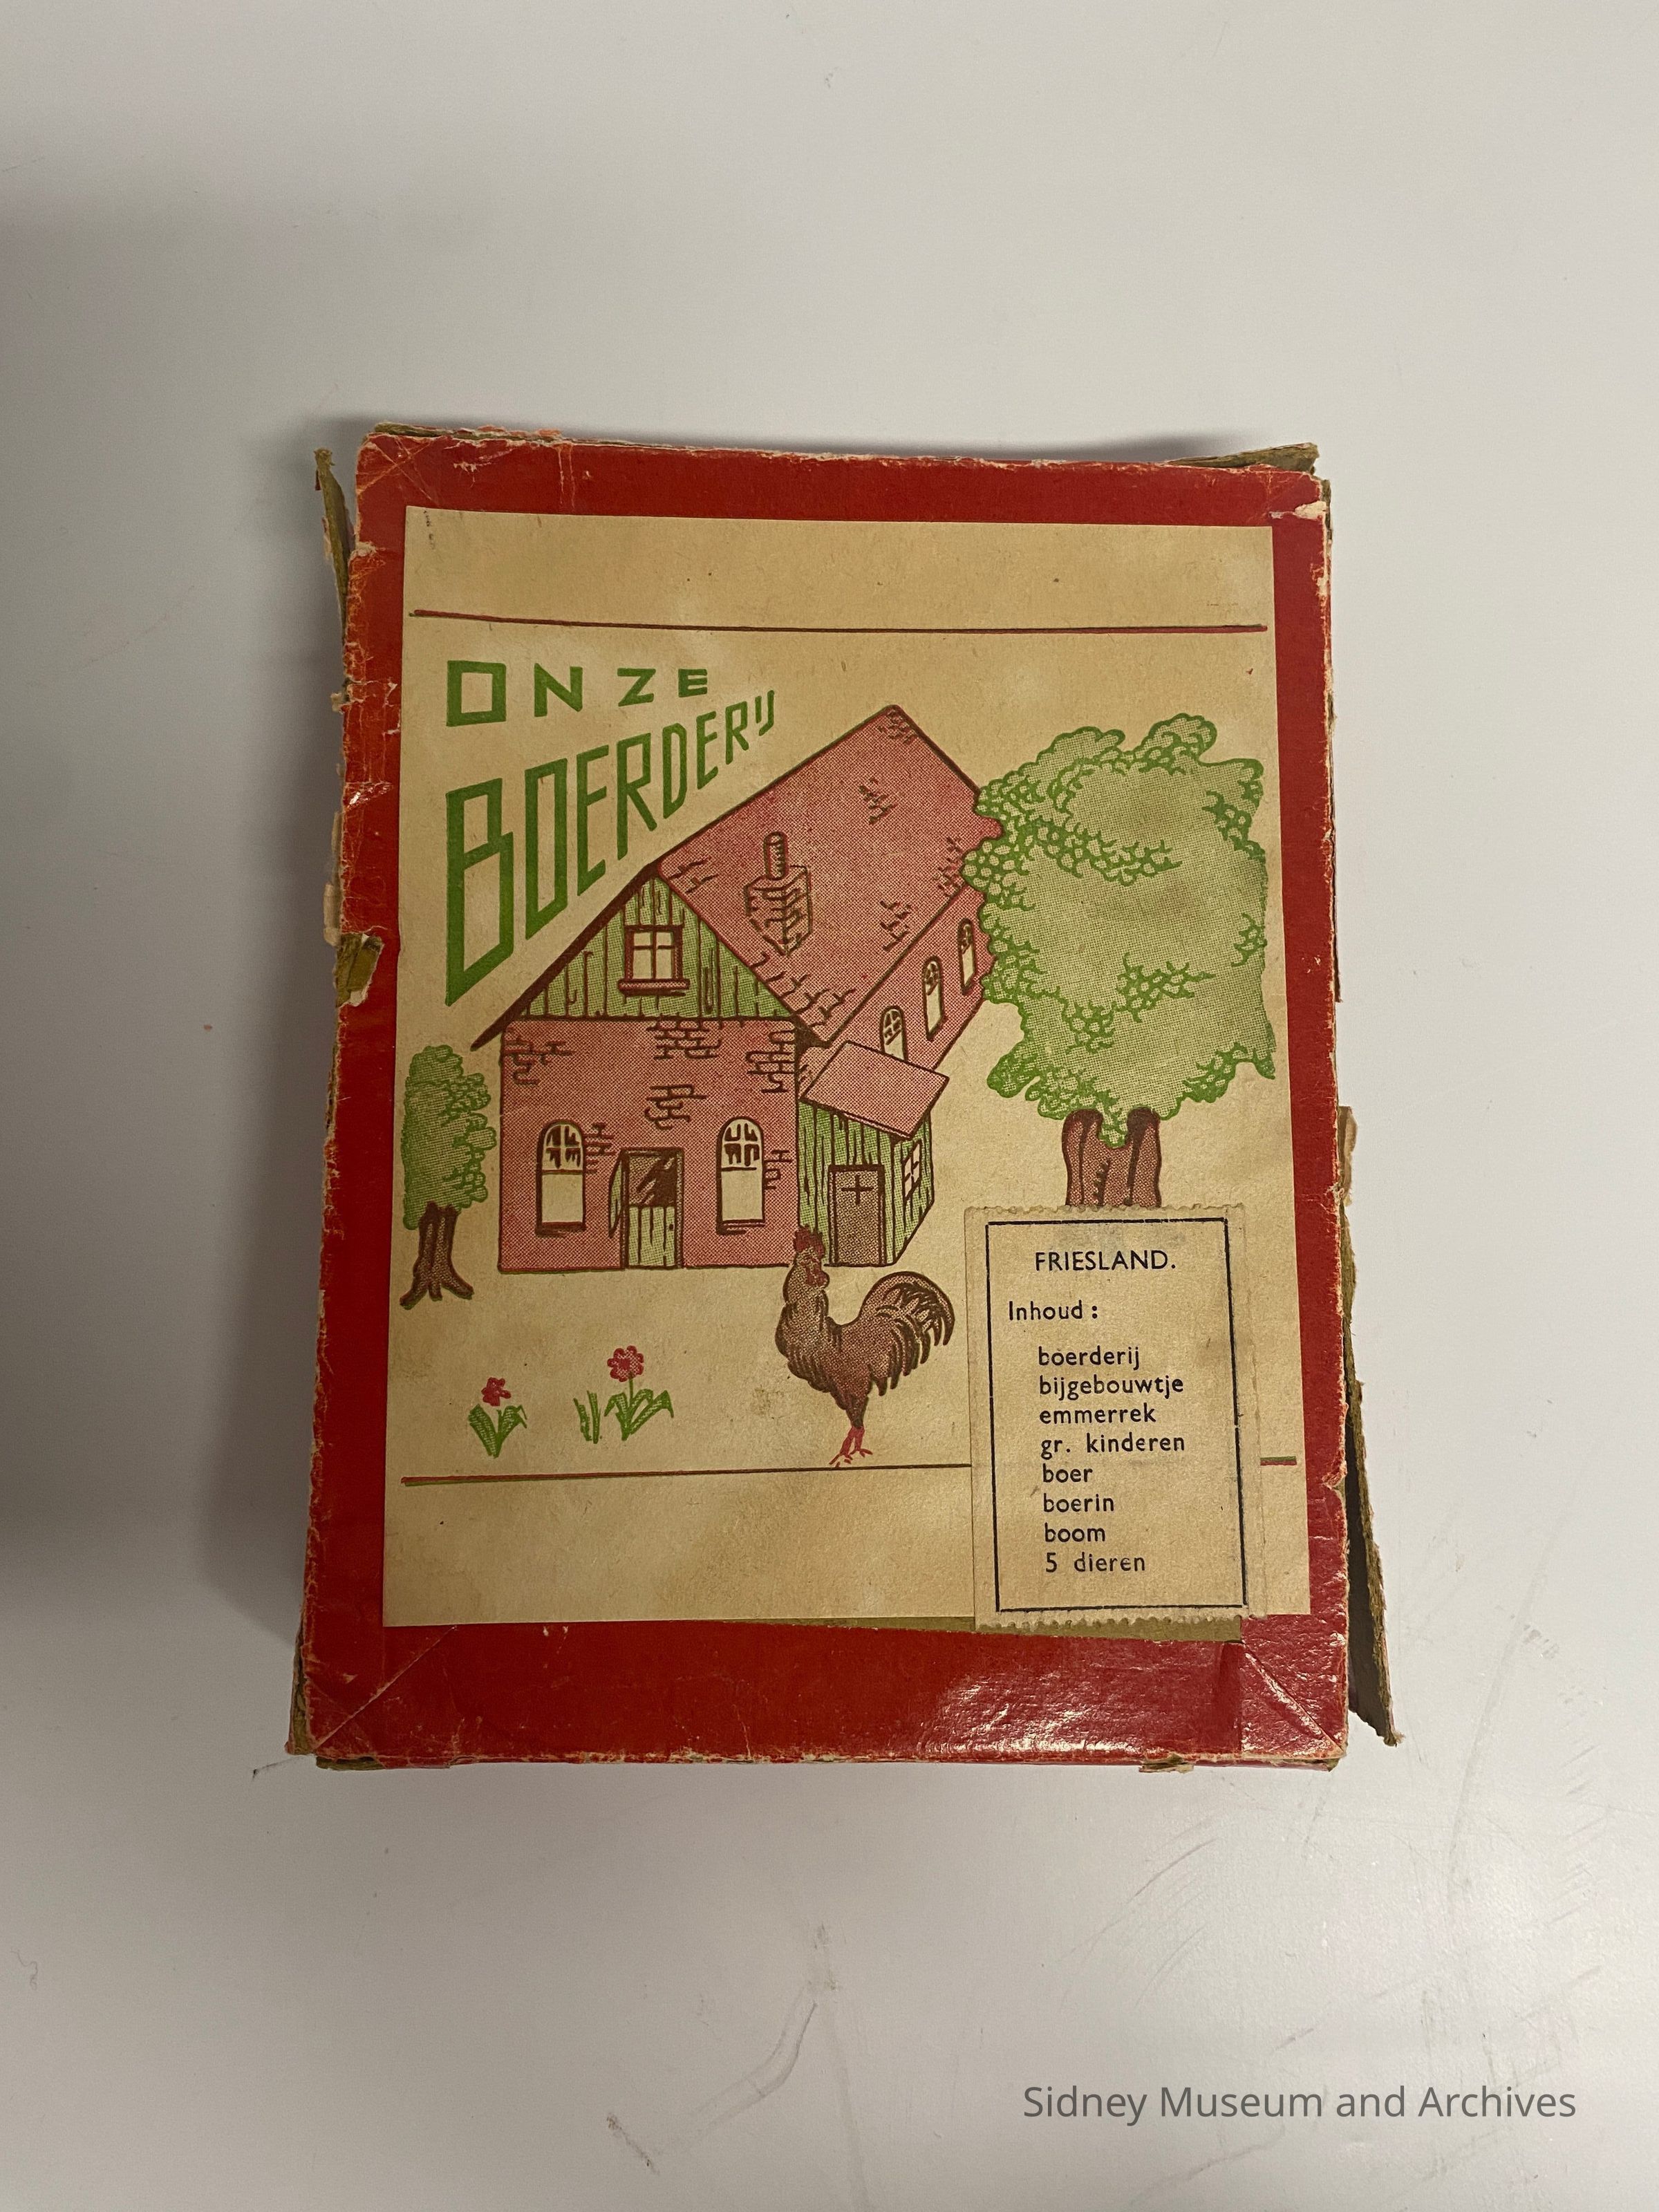 ONZE
BOERDERIJ
FRIESLAND.
Inhoud :
boerderij
bijgebouwtje
emmerrek
gr. kinderen
boer
boerin
boom
5 dieren
Sidney Museum and Archives